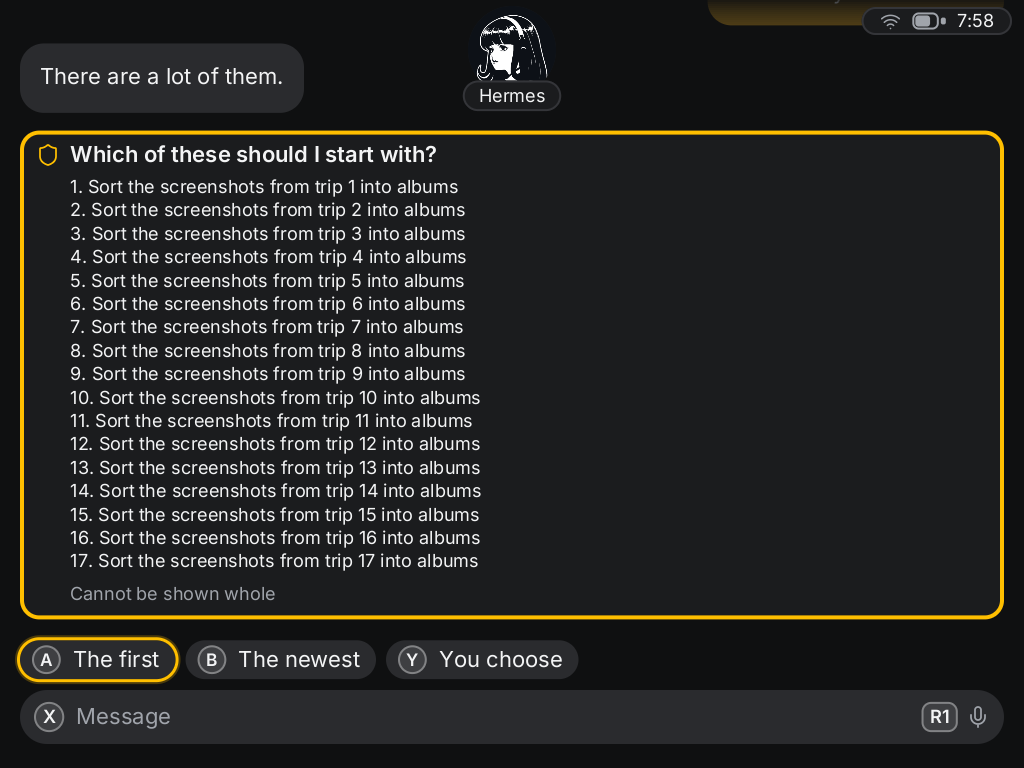 7:58
There are a lot of them.
Hermes
Which of these should I start with?
1. Sort the screenshots from trip 1 into albums
2. Sort the screenshots from trip 2 into albums
3. Sort the screenshots from trip 3 into albums
4. Sort the screenshots from trip 4 into albums
5. Sort the screenshots from trip 5 into albums
6. Sort the screenshots from trip 6 into albums
7. Sort the screenshots from trip 7 into albums
8. Sort the screenshots from trip 8 into albums
9. Sort the screenshots from trip 9 into albums
10. Sort the screenshots from trip 10 into albums
11. Sort the screenshots from trip 11 into albums
12. Sort the screenshots from trip 12 into albums
13. Sort the screenshots from trip 13 into albums
14. Sort the screenshots from trip 14 into albums
15. Sort the screenshots from trip 15 into albums
16. Sort the screenshots from trip 16 into albums
17. Sort the screenshots from trip 17 into albums
Cannot be shown whole
A The first B The newest Y You choose
X Message R1